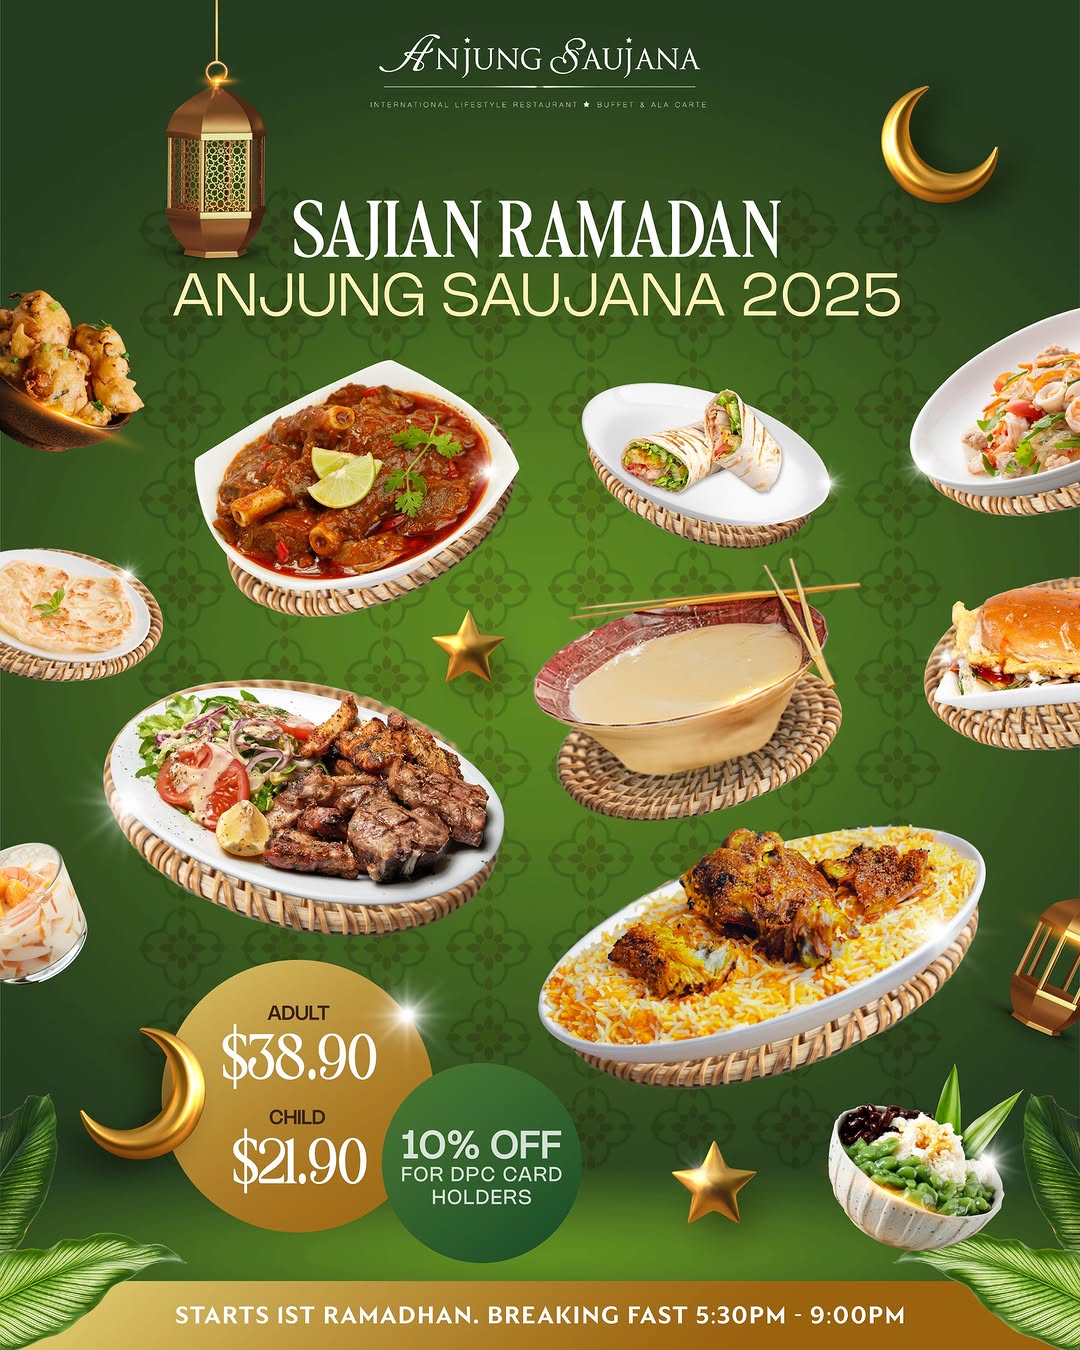 ANJUNG SAUJANA
INTERNATIONAL LIFESTYLE RESTAURANT ★ BUFFET & ALA CARTE
SAJIAN RAMADAN
ANJUNG SAUJANA 2025
ADULT
$38.90
CHILD
$21.90
10% OFF
FOR DPC CARD
HOLDERS
STARTS 1ST RAMADHAN. BREAKING FAST 5:30PM - 9:00PM